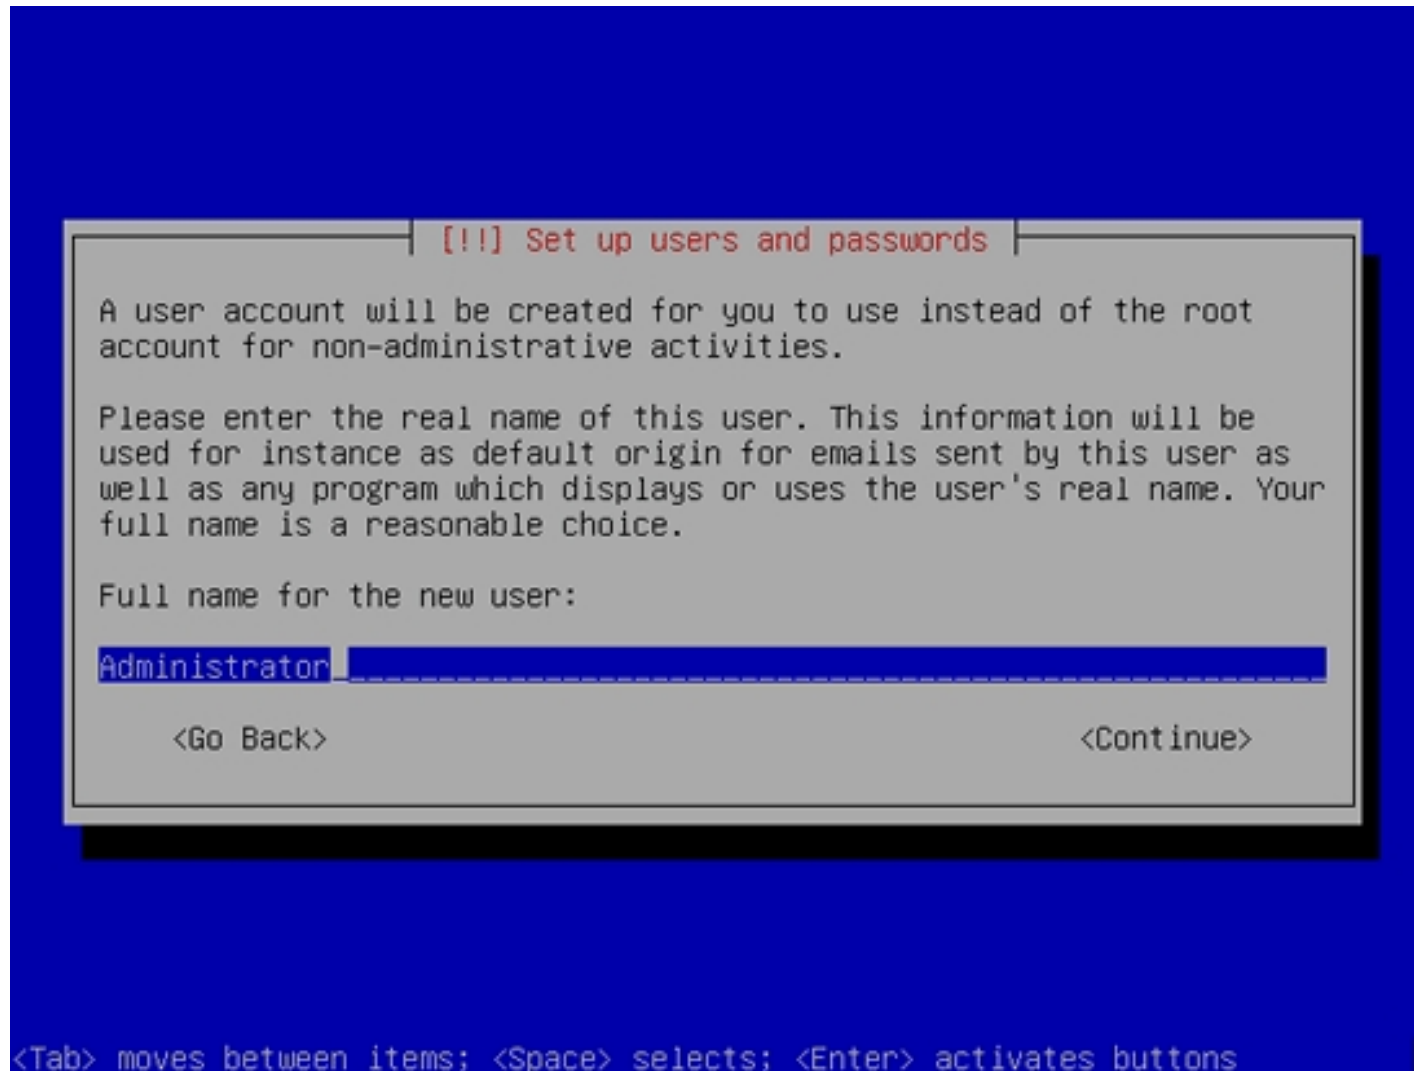 [!!] Set up users and passwords
A user account will be created for you to use instead of the root
account for non-administrative activities.
Please enter the real name of this user. This information will be
used for instance as default origin for emails sent by this user as
well as any program which displays or uses the user's real name. Your
full name is a reasonable choice.
Full name for the new user:
Administrator
<Go Back> <Continue>
<Tab> moves between items; <Space> selects; <Enter> activates buttons